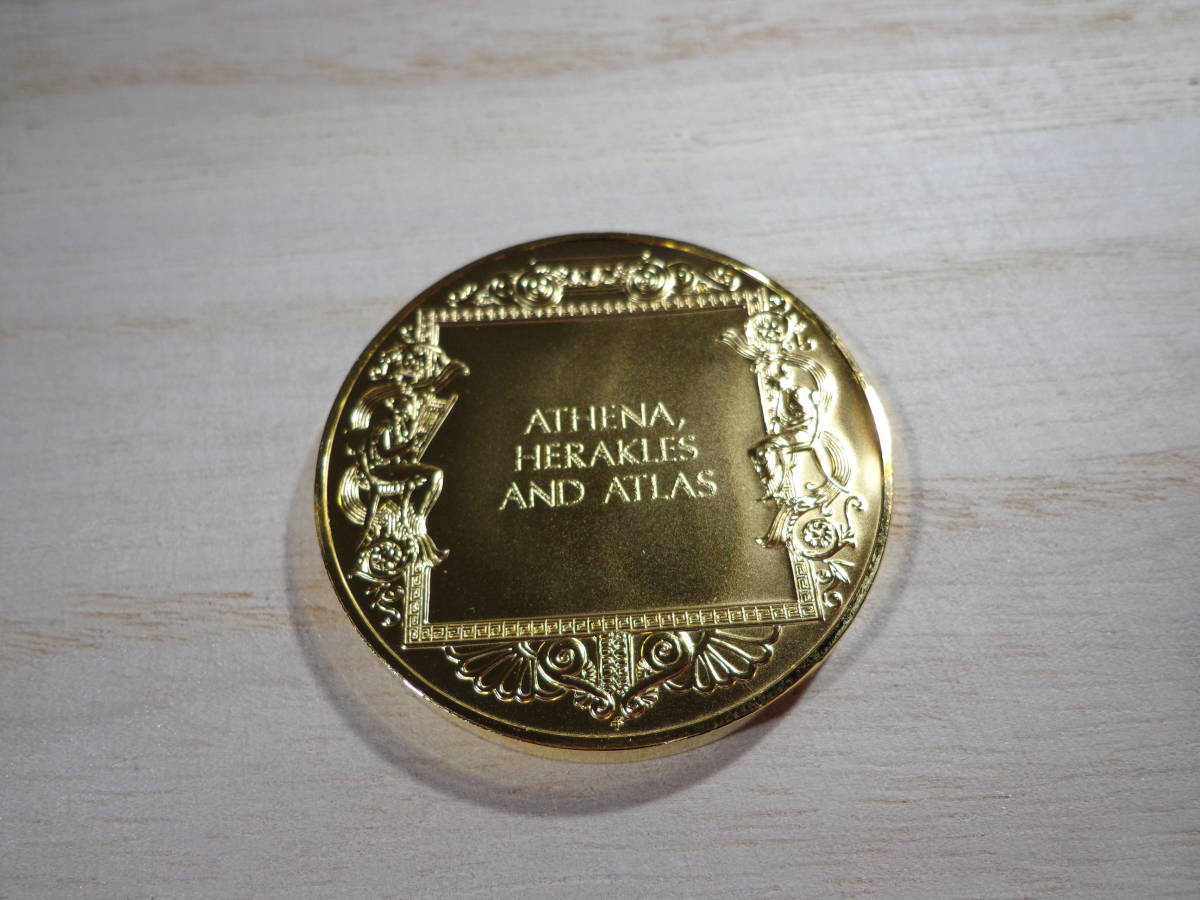 ATHENA,
HERAKLES
AND ATLAS